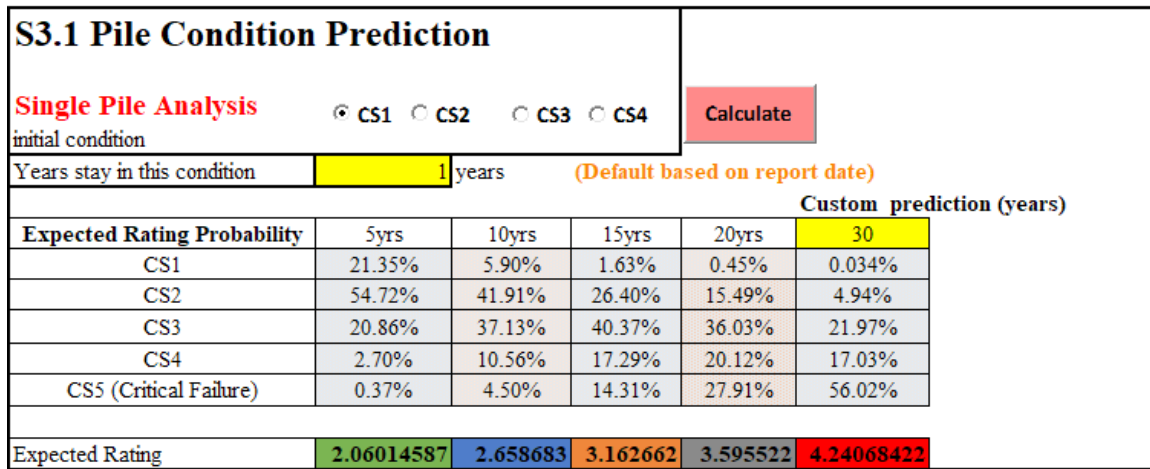 S3.1 Pile Condition Prediction
Single Pile Analysis CS1 CS2 CS3 CS4 Calculate
initial condition
Years stay in this condition 1 years (Default based on report date)
Custom prediction (years)
Expected Rating Probability 5yrs 10yrs 15yrs 20yrs 30
CS1 21.35% 5.90% 1.63% 0.45% 0.034%
CS2 54.72% 41.91% 26.40% 15.49% 4.94%
CS3 20.86% 37.13% 40.37% 36.03% 21.97%
CS4 2.70% 10.56% 17.29% 20.12% 17.03%
CS5 (Critical Failure) 0.37% 4.50% 14.31% 27.91% 56.02%
Expected Rating 2.06014587 2.658683 3.162662 3.595522 4.24068422